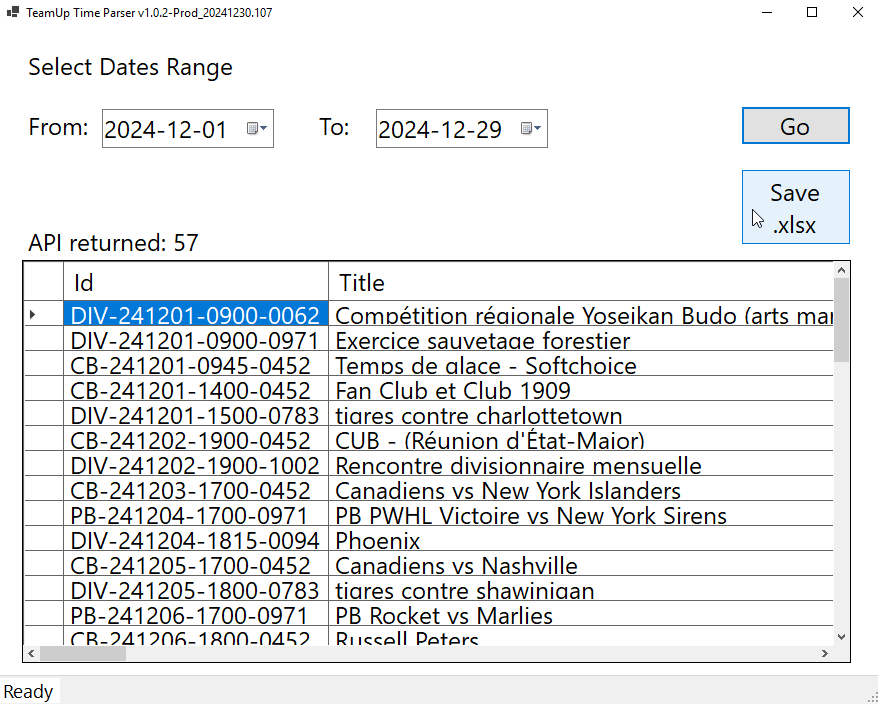 TeamUp Time Parser v1.0.2-Prod_20241230.107
Select Dates Range
From: 2024-12-01 To: 2024-12-29 Go
Save
.xlsx
API returned: 57
Id Title
DIV-241201-0900-0062 Compétition régionale Yoseikan Budo (arts mar
DIV-241201-0900-0971 Exercice sauvetage forestier
CB-241201-0945-0452 Temps de glace - Softchoice
CB-241201-1400-0452 Fan Club et Club 1909
DIV-241201-1500-0783 tigres contre charlottetown
CB-241202-1900-0452 CUB - (Réunion d'État-Major)
DIV-241202-1900-1002 Rencontre divisionnaire mensuelle
CB-241203-1700-0452 Canadiens vs New York Islanders
PB-241204-1700-0971 PB PWHL Victoire vs New York Sirens
DIV-241204-1815-0094 Phoenix
CB-241205-1700-0452 Canadiens vs Nashville
DIV-241205-1800-0783 tigres contre shawinigan
PB-241206-1700-0971 PB Rocket vs Marlies
CB-241206-1800-0452 Russell Peters
Ready